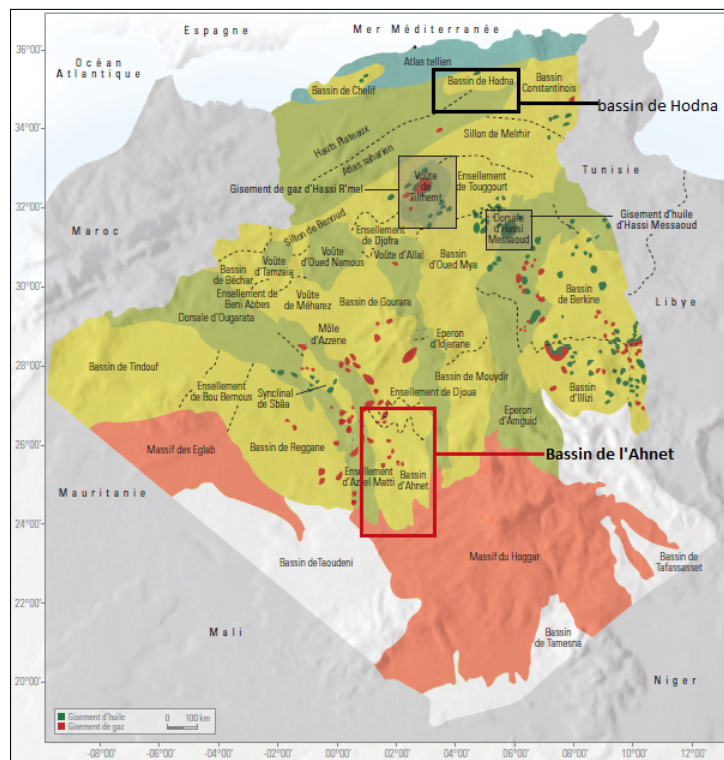 Espagne
Mer Méditerranée
36°00'
Océan
Atlantique
Atlas tellien
Bassin de Hodna
Bassin
Constantinois
Bassin de Chelif
bassin de Hodna
34°00'
Hauts Plateaux
Atlas saharien
Sillon de Melrhir
Tunisie
Gisement de gaz d'Hassi R'mel
Voûte
de
Tilhemt
Ensellement
de Touggourt
32°00'
Maroc
Sillon de Benoud
Ensellement
de Djofra
Dorsale
d'Hassi
Messaoud
Gisement d'huile
d'Hassi Messaoud
Voûte
d'Oued Namous
Voûte d'Allal
Bassin
d'Oued Mya
Voûte
d'Tamzaia
Bassin
de Béchar
30°00'
Ensellement de
Beni Abbes
Voûte
de Méharez
Bassin de Gourara
Bassin
de Berkine
Libye
Dorsale d'Ougarata
Môle
d'Azzene
Eperon
d'Idjerane
28°00'
Bassin de Tindouf
Bassin de Mouydir
Ensellement
de Bou Bernous
Synclinal
de Sbâa
Ensellement de Djoua
Bassin
d'Illizi
Eperon
d'Amguid
26°00'
Massif des Eglab
Bassin de Reggane
Bassin de l'Ahnet
Ensellement
d'Azzel Matti
Bassin
d'Ahnet
Mauritanie
24°00'
Bassin deTaoudeni
Massif du Hoggar
Bassin de
Tafassasset
22°00'
Mali
Bassin
de
Tamesna
20°00'
Niger
Gisement d'huile
Gisement de gaz
0 100 km
-08°00' -06°00' -04°00' -02°00' 00°00' 02°00' 04°00' 06°00' 08°00' 10°00' 12°00'